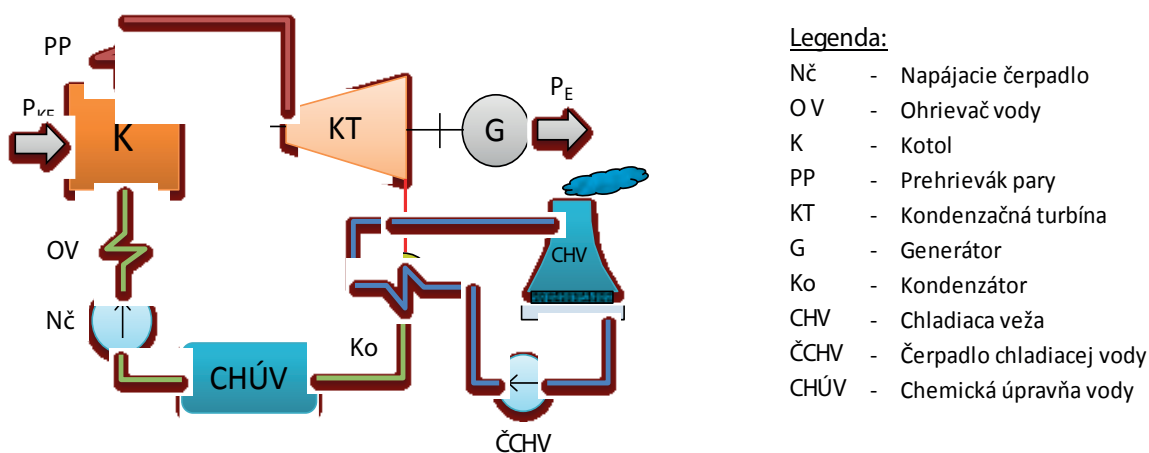 PP
P
K
KT
G
P_E
CHV
OV
Nč
CHÚV
Ko
ČCHV
Legenda:
Nč - Napájacie čerpadlo
O V - Ohrievač vody
K - Kotol
PP - Prehrievák pary
KT - Kondenzačná turbína
G - Generátor
Ko - Kondenzátor
CHV - Chladiaca veža
ČCHV - Čerpadlo chladiacej vody
CHÚV - Chemická úpravňa vody